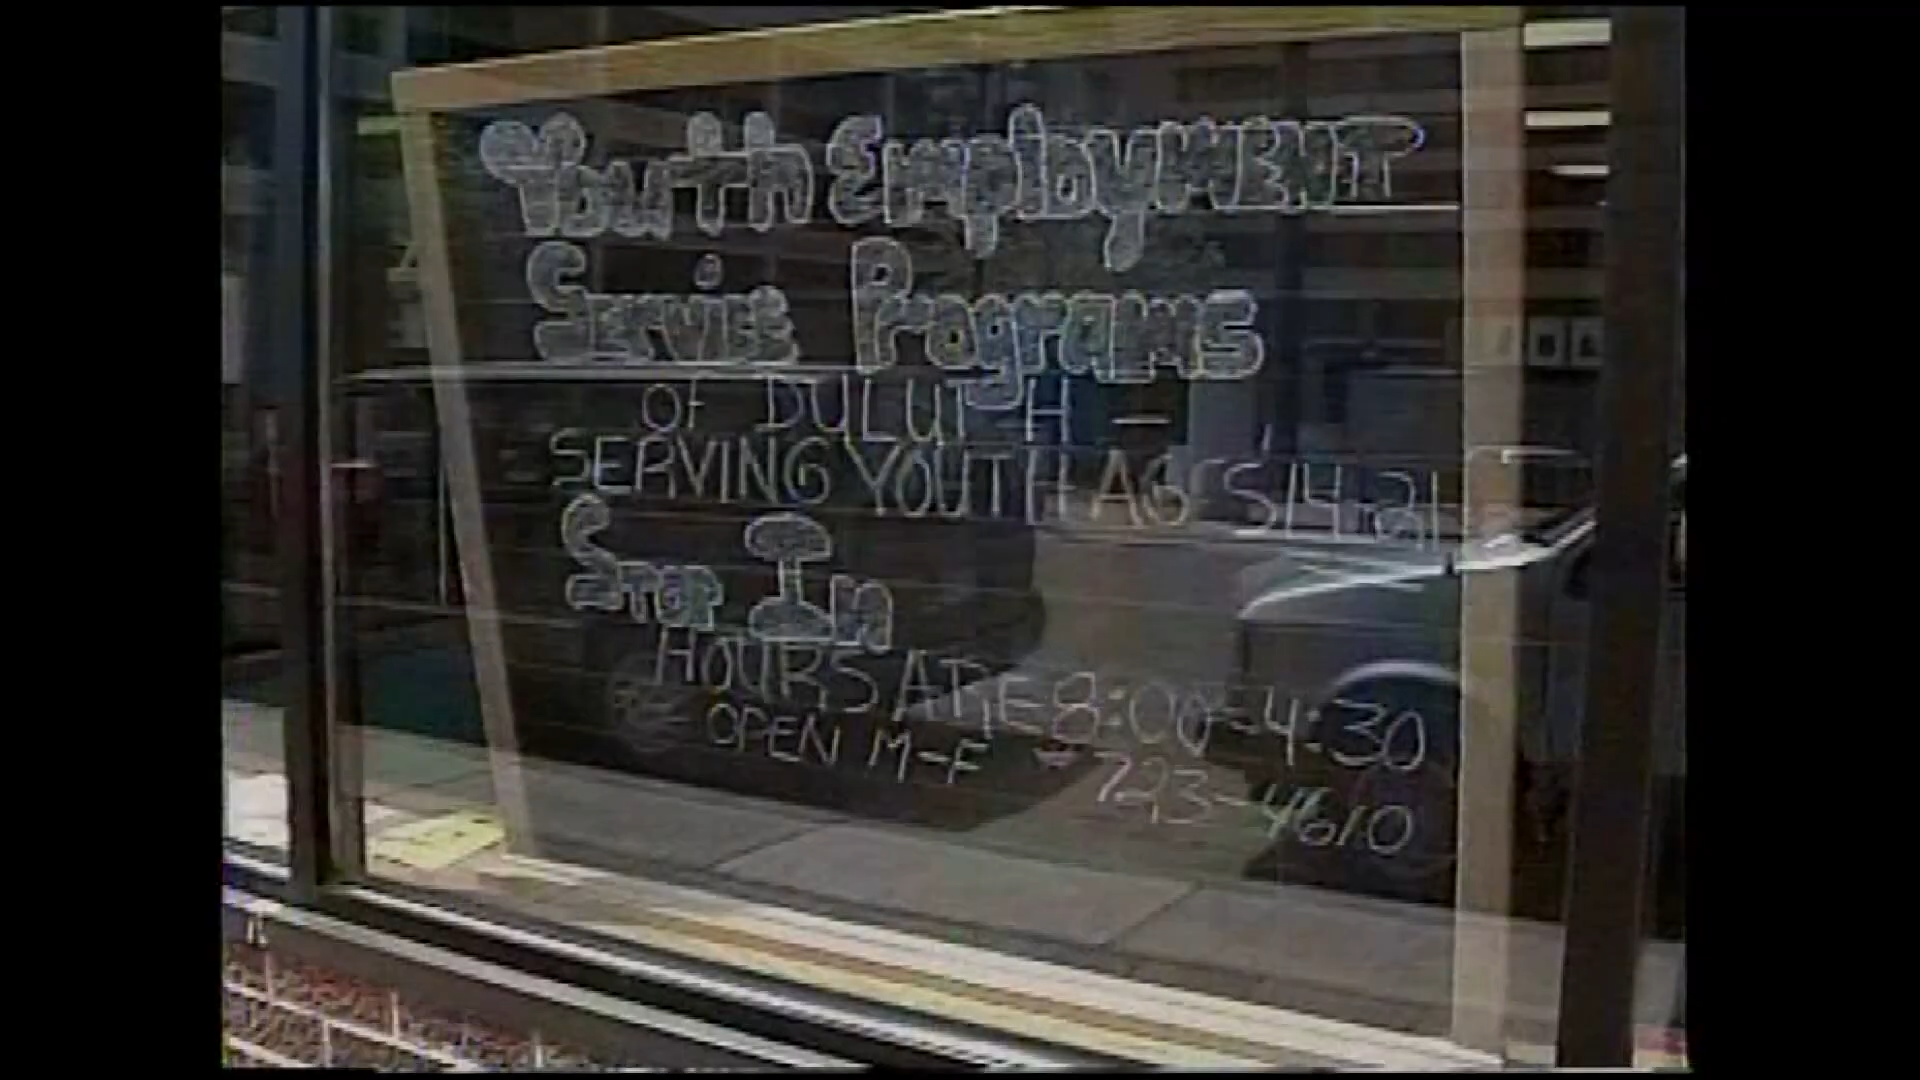 Youth EmployMENT
SERVICE PrograMS
OF DULUTH –
SERVING YOUTH AGES 14-21
STOP IN
HOURS ARE 8:00-4:30
OPEN M-F - 723-4610